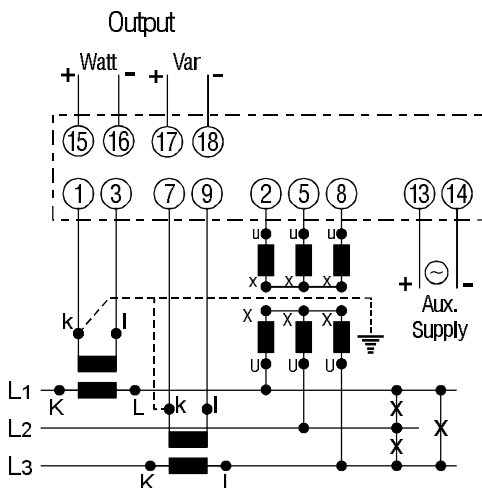 Output
+ Watt - + Var -
15 16 17 18
1 3 7 9 2 5 8 13 14
u u u
x x x
+ ~ -
Aux.
Supply
X X X
k l
U U U
L1 K L k l X
L2 X
L3 X
K L